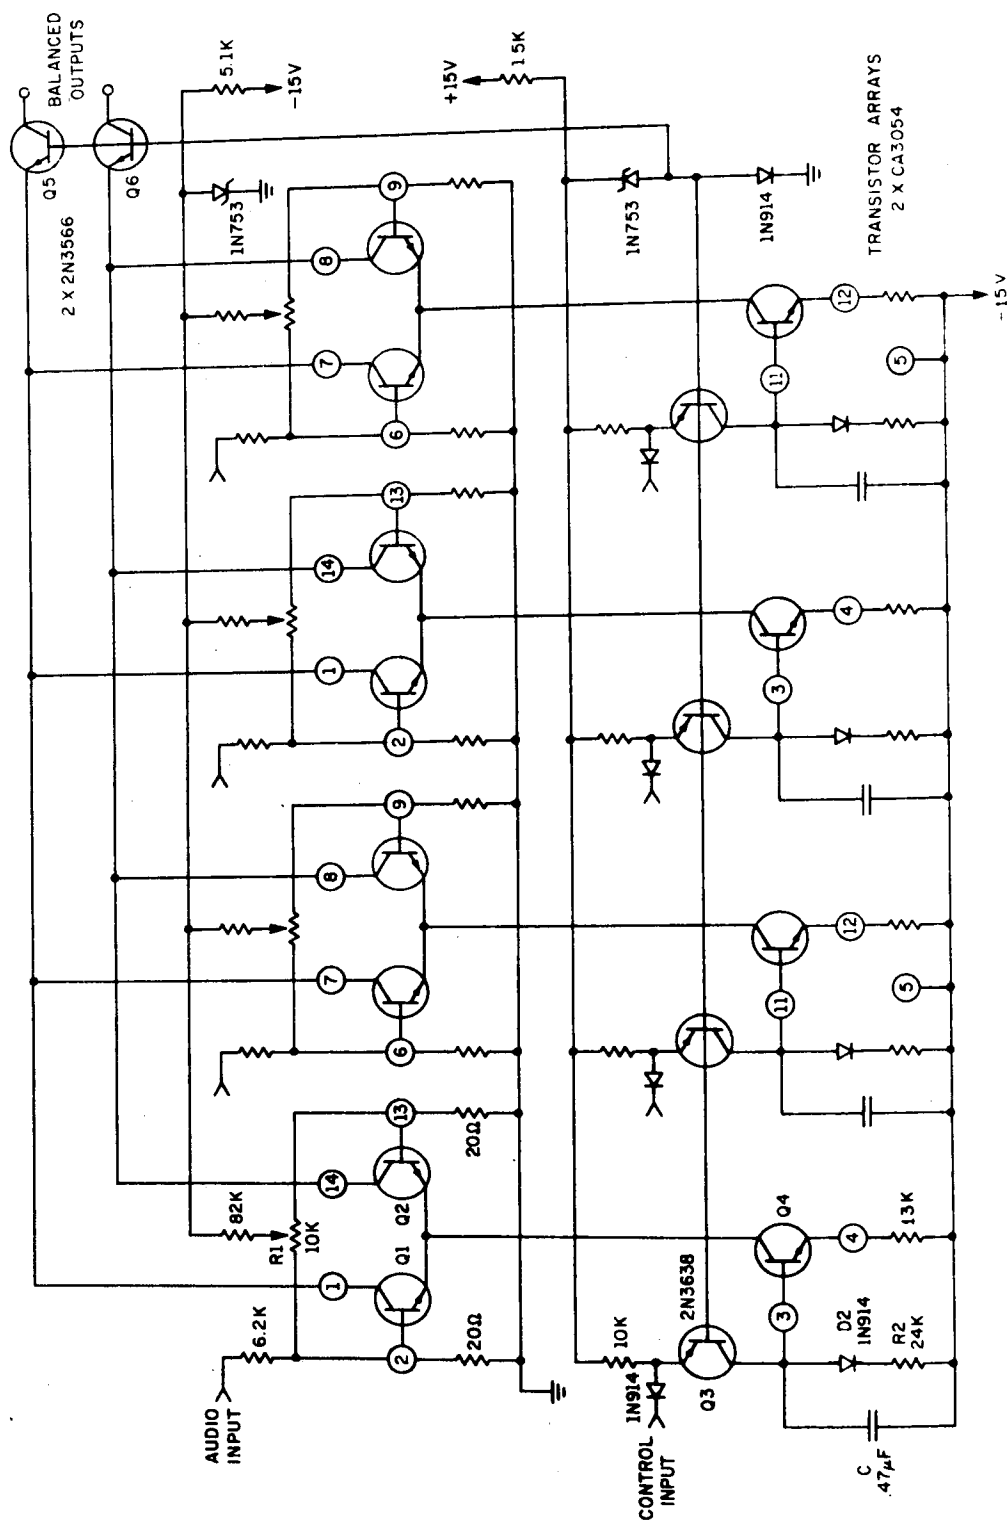 BALANCED
OUTPUTS
Q5
Q6
2 X 2N3566
5.1K
-15V
1N753
+15V
15K
1N753
1N914
TRANSISTOR ARRAYS
2 X CA3054
9
8
7
6
13
14
1
2
9
8
7
6
13
14
1
2
82K
R1
10K
Q2
Q1
20Ω
20Ω
6.2K
AUDIO
INPUT
12
11
5
-15V
4
3
12
11
5
4
3
Q4
13K
2N3638
10K
1N914
CONTROL
INPUT
Q3
D2
1N914
R2
24K
C
.47µF